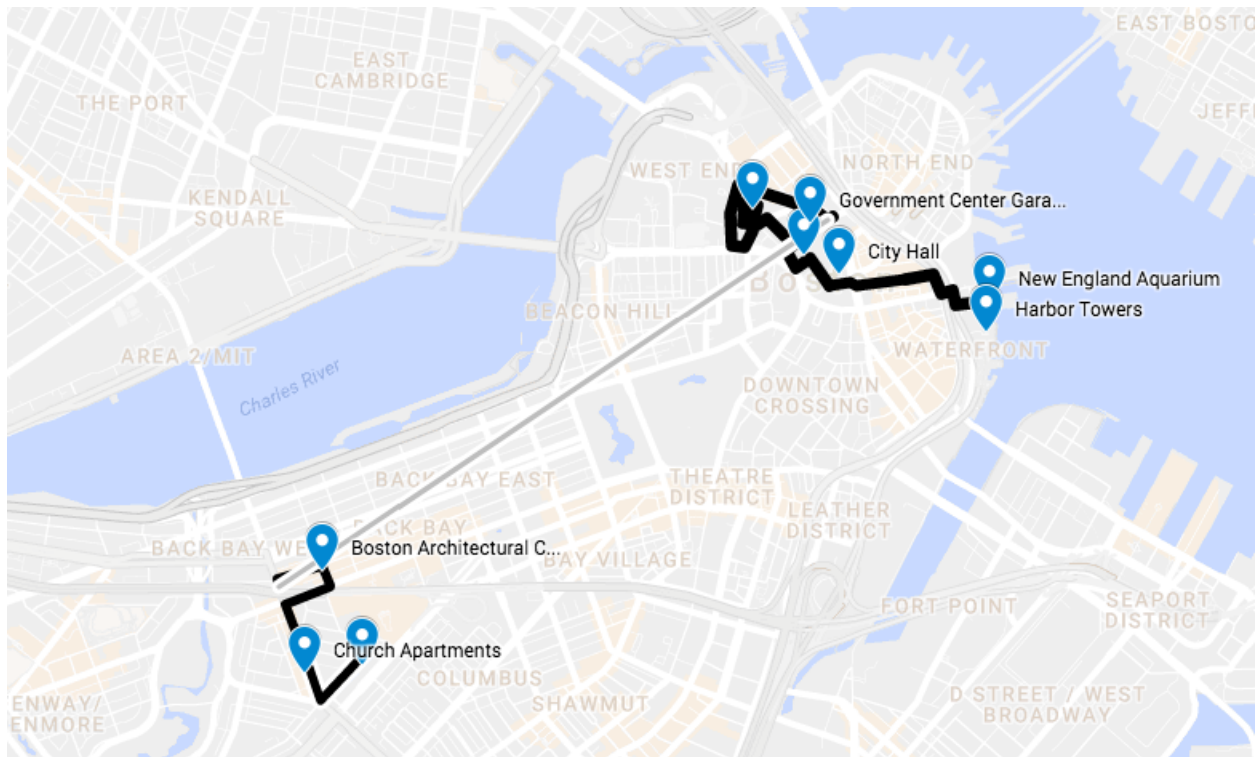 EAST BOSTO
EAST
CAMBRIDGE
THE PORT
JEFF
WEST END
NORTH END
KENDALL
SQUARE
Government Center Gara...
City Hall
New England Aquarium
BEACON HILL
Harbor Towers
AREA 2/MIT
WATERFRONT
Charles River
DOWNTOWN
CROSSING
BACK BAY EAST
THEATRE
DISTRICT
LEATHER
DISTRICT
BACK BAY
BACK BAY WE
Boston Architectural C...
BAY VILLAGE
FORT POINT
SEAPORT
DISTRICT
Church Apartments
COLUMBUS
SHAWMUT
D STREET / WEST
BROADWAY
ENWAY/
ENMORE